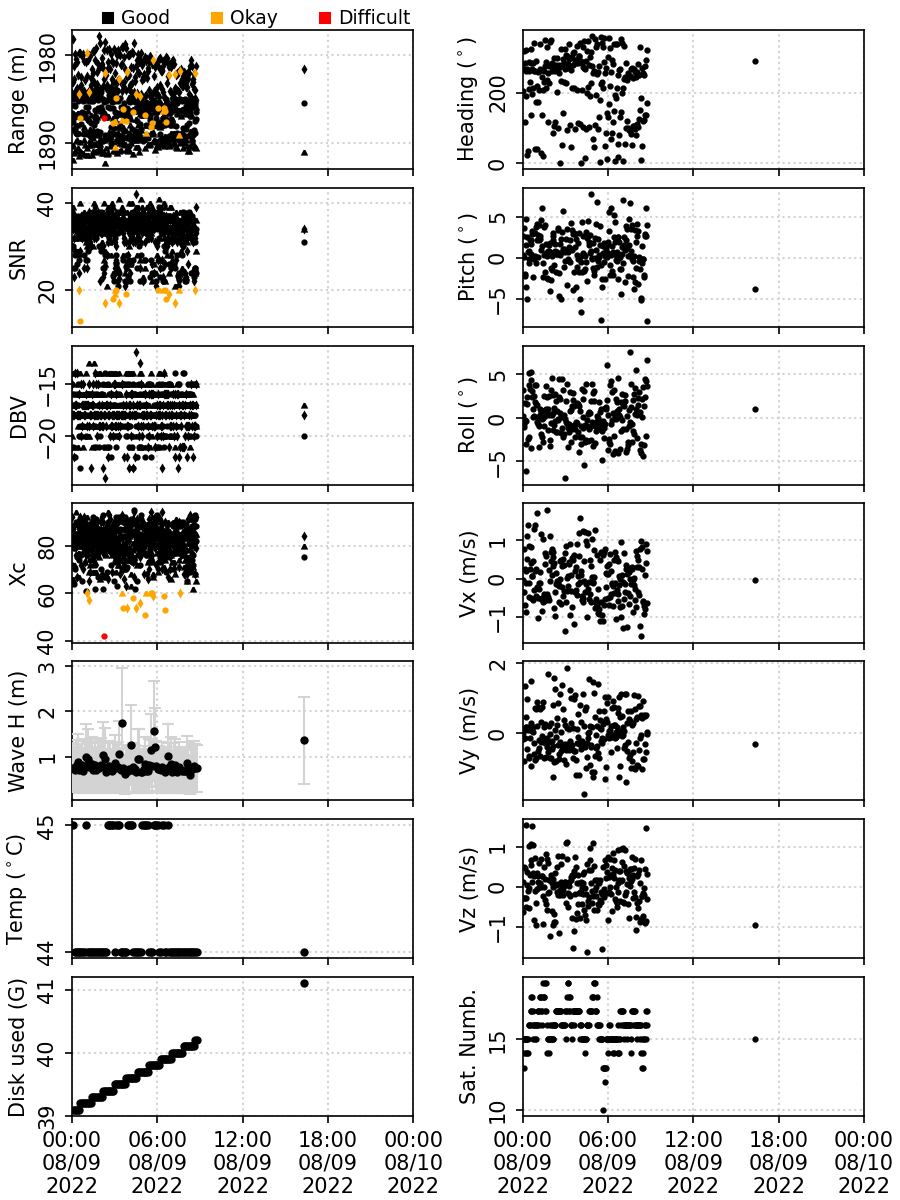 Good Okay Difficult
Range (m)
1980
1890
Heading ( ° )
200
0
SNR
40
20
Pitch ( ° )
5
0
−5
DBV
−15
−20
Roll ( ° )
5
0
−5
Xc
80
60
40
Vx (m/s)
1
0
−1
Wave H (m)
3
2
1
Vy (m/s)
2
0
Temp ( ° C)
45
44
Vz (m/s)
1
0
−1
Disk used (G)
41
40
39
Sat. Numb.
15
10
00:00 06:00 12:00 18:00 00:00
08/09 08/09 08/09 08/09 08/10
2022 2022 2022 2022 2022
00:00 06:00 12:00 18:00 00:00
08/09 08/09 08/09 08/09 08/10
2022 2022 2022 2022 2022